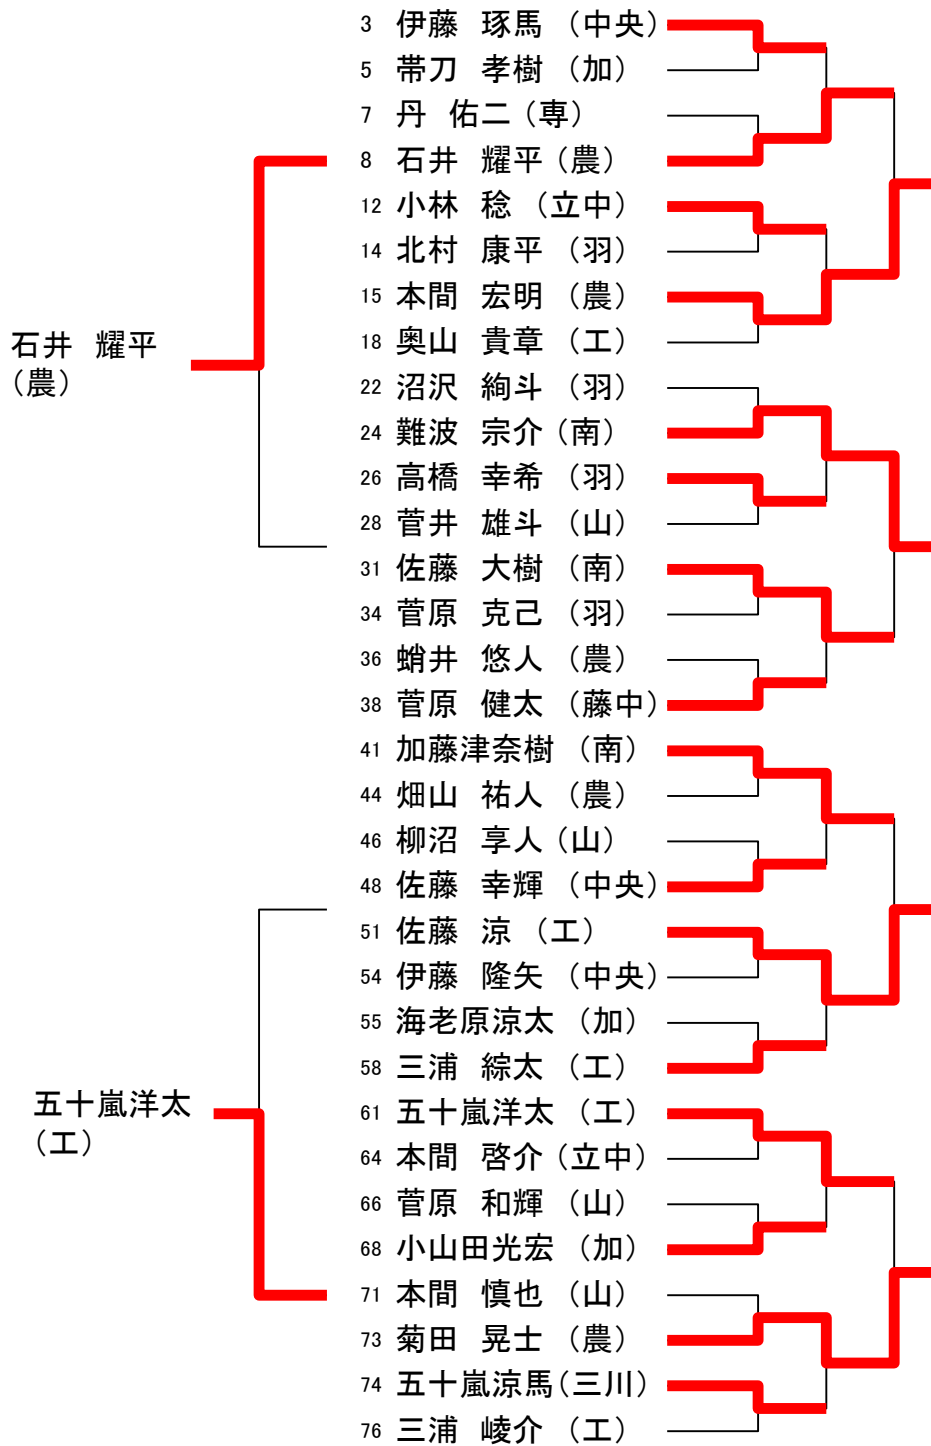 3 伊藤 琢馬 (中央)
5 帯刀 孝樹 (加)
7 丹 佑二 (専)
8 石井 耀平 (農)
12 小林 稔 (立中)
14 北村 康平 (羽)
15 本間 宏明 (農)
18 奥山 貴章 (工)
石井 耀平
(農)
22 沼沢 絢斗 (羽)
24 難波 宗介 (南)
26 高橋 幸希 (羽)
28 菅井 雄斗 (山)
31 佐藤 大樹 (南)
34 菅原 克己 (羽)
36 蛸井 悠人 (農)
38 菅原 健太 (藤中)
41 加藤津奈樹 (南)
44 畑山 祐人 (農)
46 柳沼 享人 (山)
48 佐藤 幸輝 (中央)
51 佐藤 涼 (工)
54 伊藤 隆矢 (中央)
55 海老原涼太 (加)
58 三浦 綜太 (工)
五十嵐洋太
(工)
61 五十嵐洋太 (工)
64 本間 啓介 (立中)
66 菅原 和輝 (山)
68 小山田光宏 (加)
71 本間 慎也 (山)
73 菊田 晃士 (農)
74 五十嵐涼馬 (三川)
76 三浦 崚介 (工)